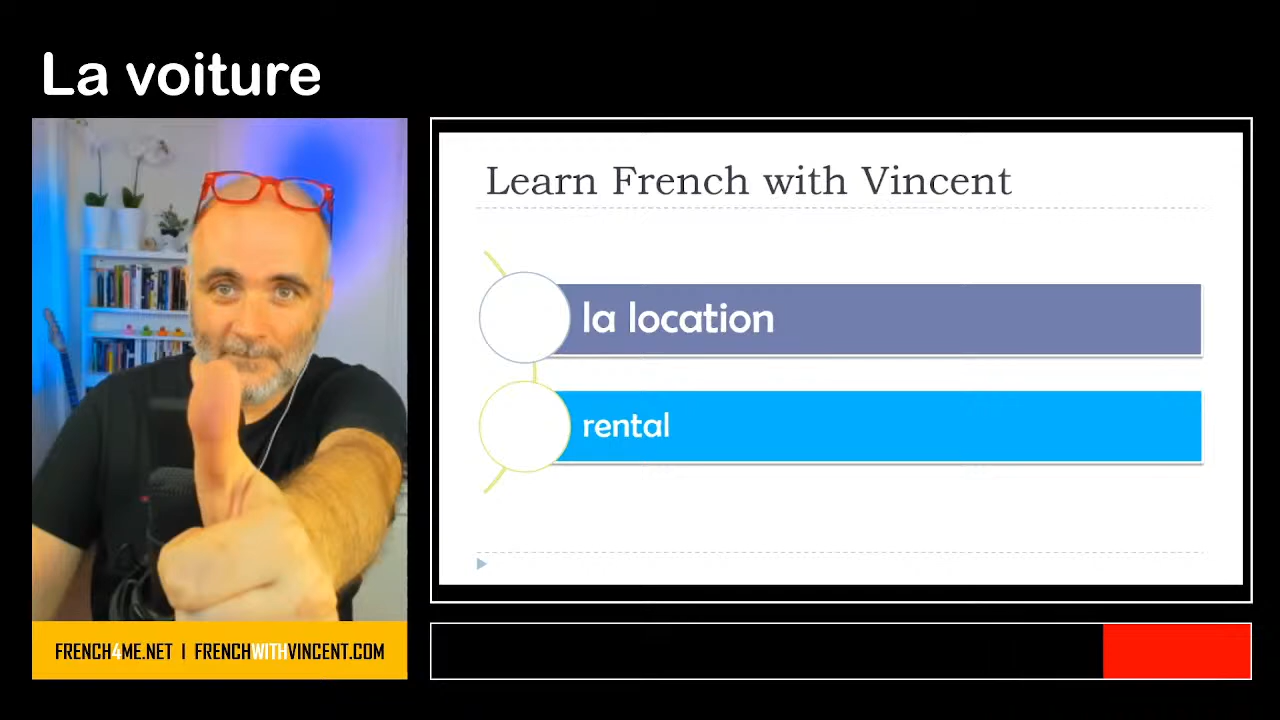 La voiture
Learn French with Vincent
la location
rental
FRENCH4ME.NET | FRENCHWITHVINCENT.COM